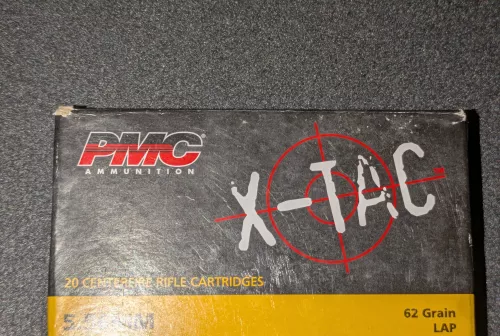 PMC
AMMUNITION
X-TAC
20 CENTERFIRE RIFLE CARTRIDGES
62 Grain
LAP